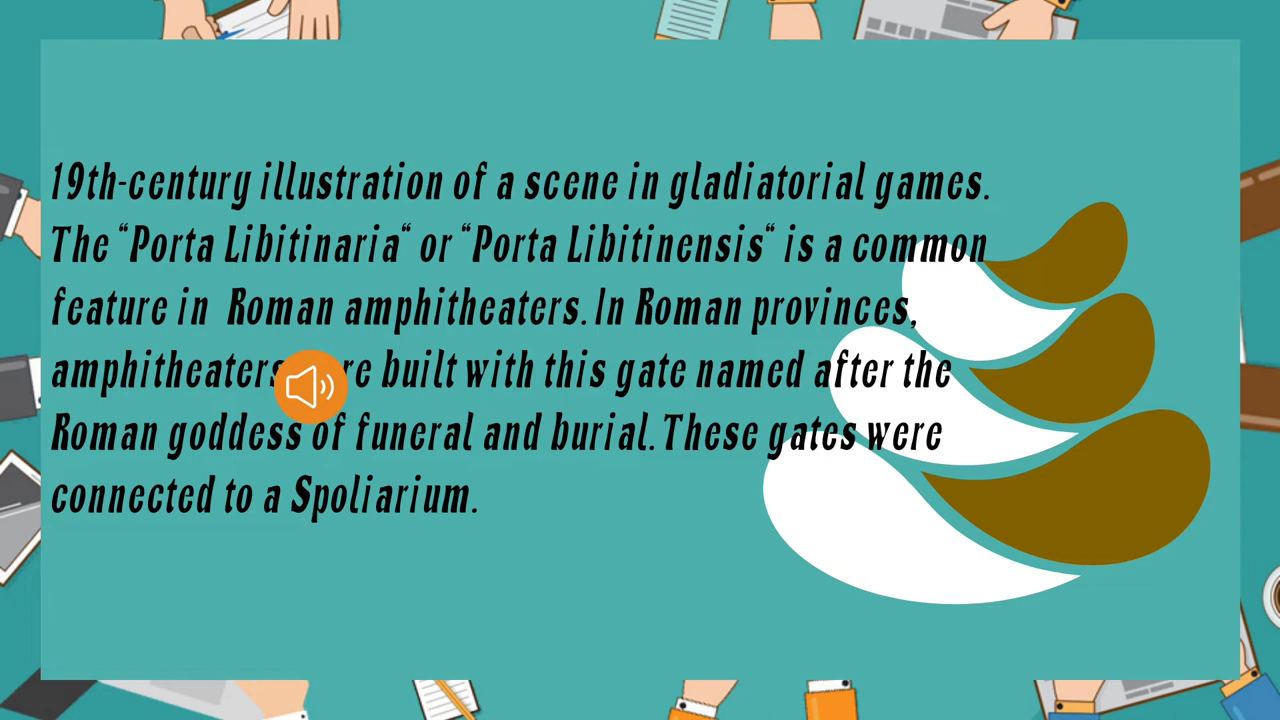 19th-century illustration of a scene in gladiatorial games.
The “Porta Libitinaria“ or “Porta Libitinensis“ is a common
feature in Roman amphitheaters. In Roman provinces,
amphitheaters built with this gate named after the
Roman goddess of funeral and burial. These gates were
connected to a Spoliarium.